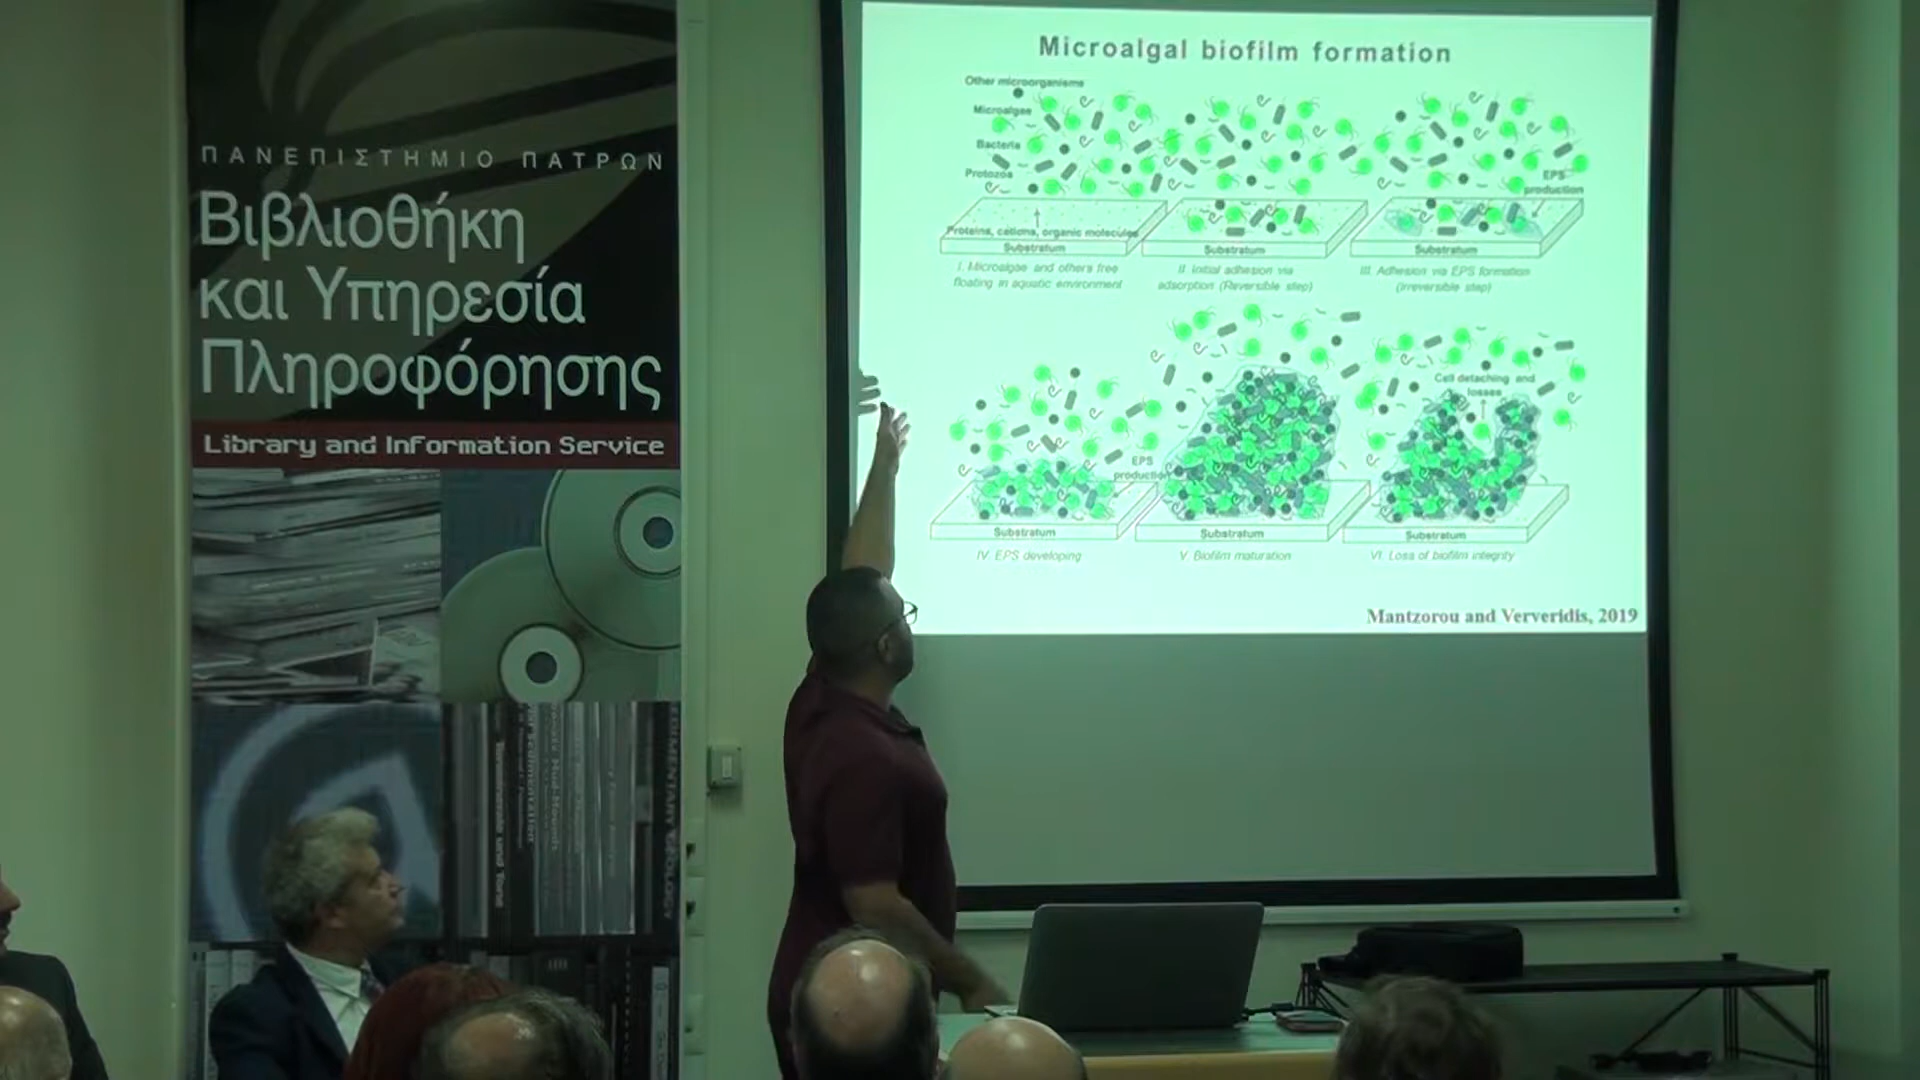 ΠΑΝΕΠΙΣΤΗΜΙΟ ΠΑΤΡΩΝ
Βιβλιοθήκη
και Υπηρεσία
Πληροφόρησης
Library and Information Service
SEDIMENTARY GEOLOGY
Microalgal biofilm formation
Other microorganisms
Microalgae
Bacteria
Protozoa
EPS
production
Proteins, cations, organic molecules
Substratum
Substratum
Substratum
I. Microalgae and others free
floating in aquatic environment
II. Initial adhesion via
adsorption (Reversible step)
III. Adhesion via EPS formation
(Irreversible step)
Cell detaching and
losses
EPS
production
Substratum
Substratum
Substratum
IV. EPS developing
V. Biofilm maturation
VI. Loss of biofilm integrity
Mantzorou and Ververidis, 2019